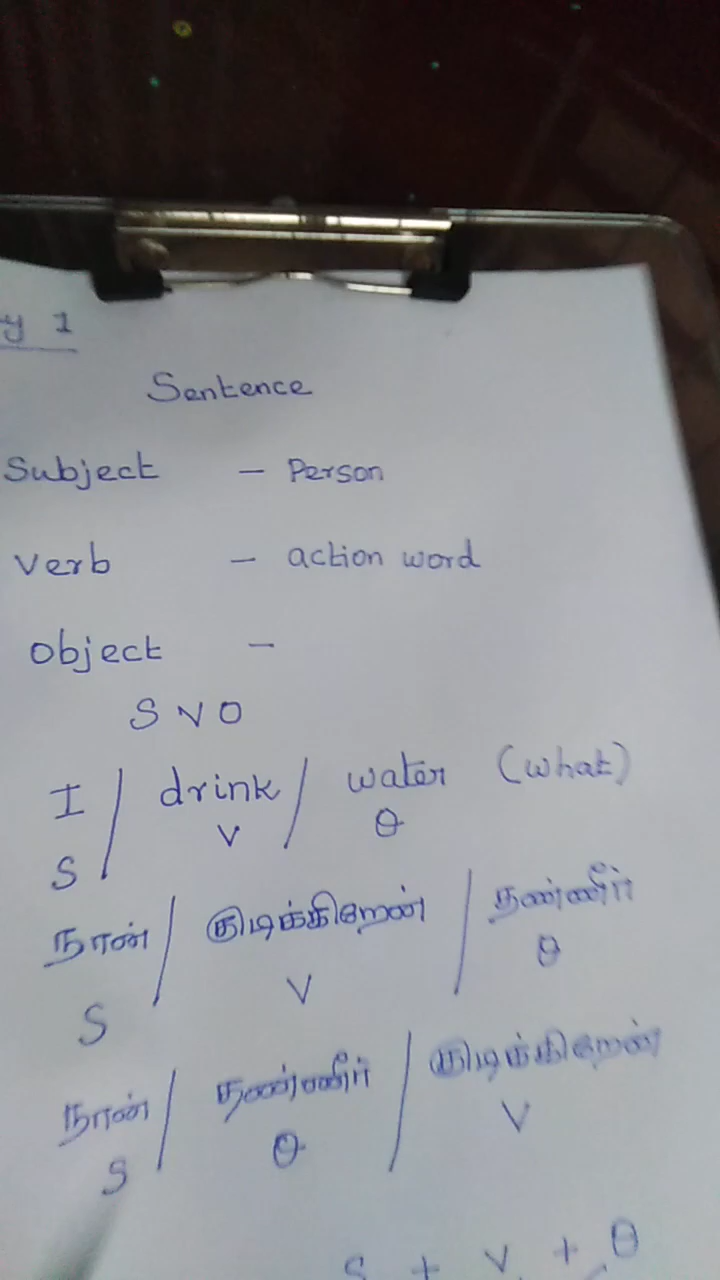 y 1
Sentence
Subject - Person
Verb - action word
Object -
S V O
I / drink / water (what)
S V O
நான் / குடிக்கிறேன் / தண்ணீர்
S V O
நான் / தண்ணீர் / குடிக்கிறேன்
S O V
S + V + O